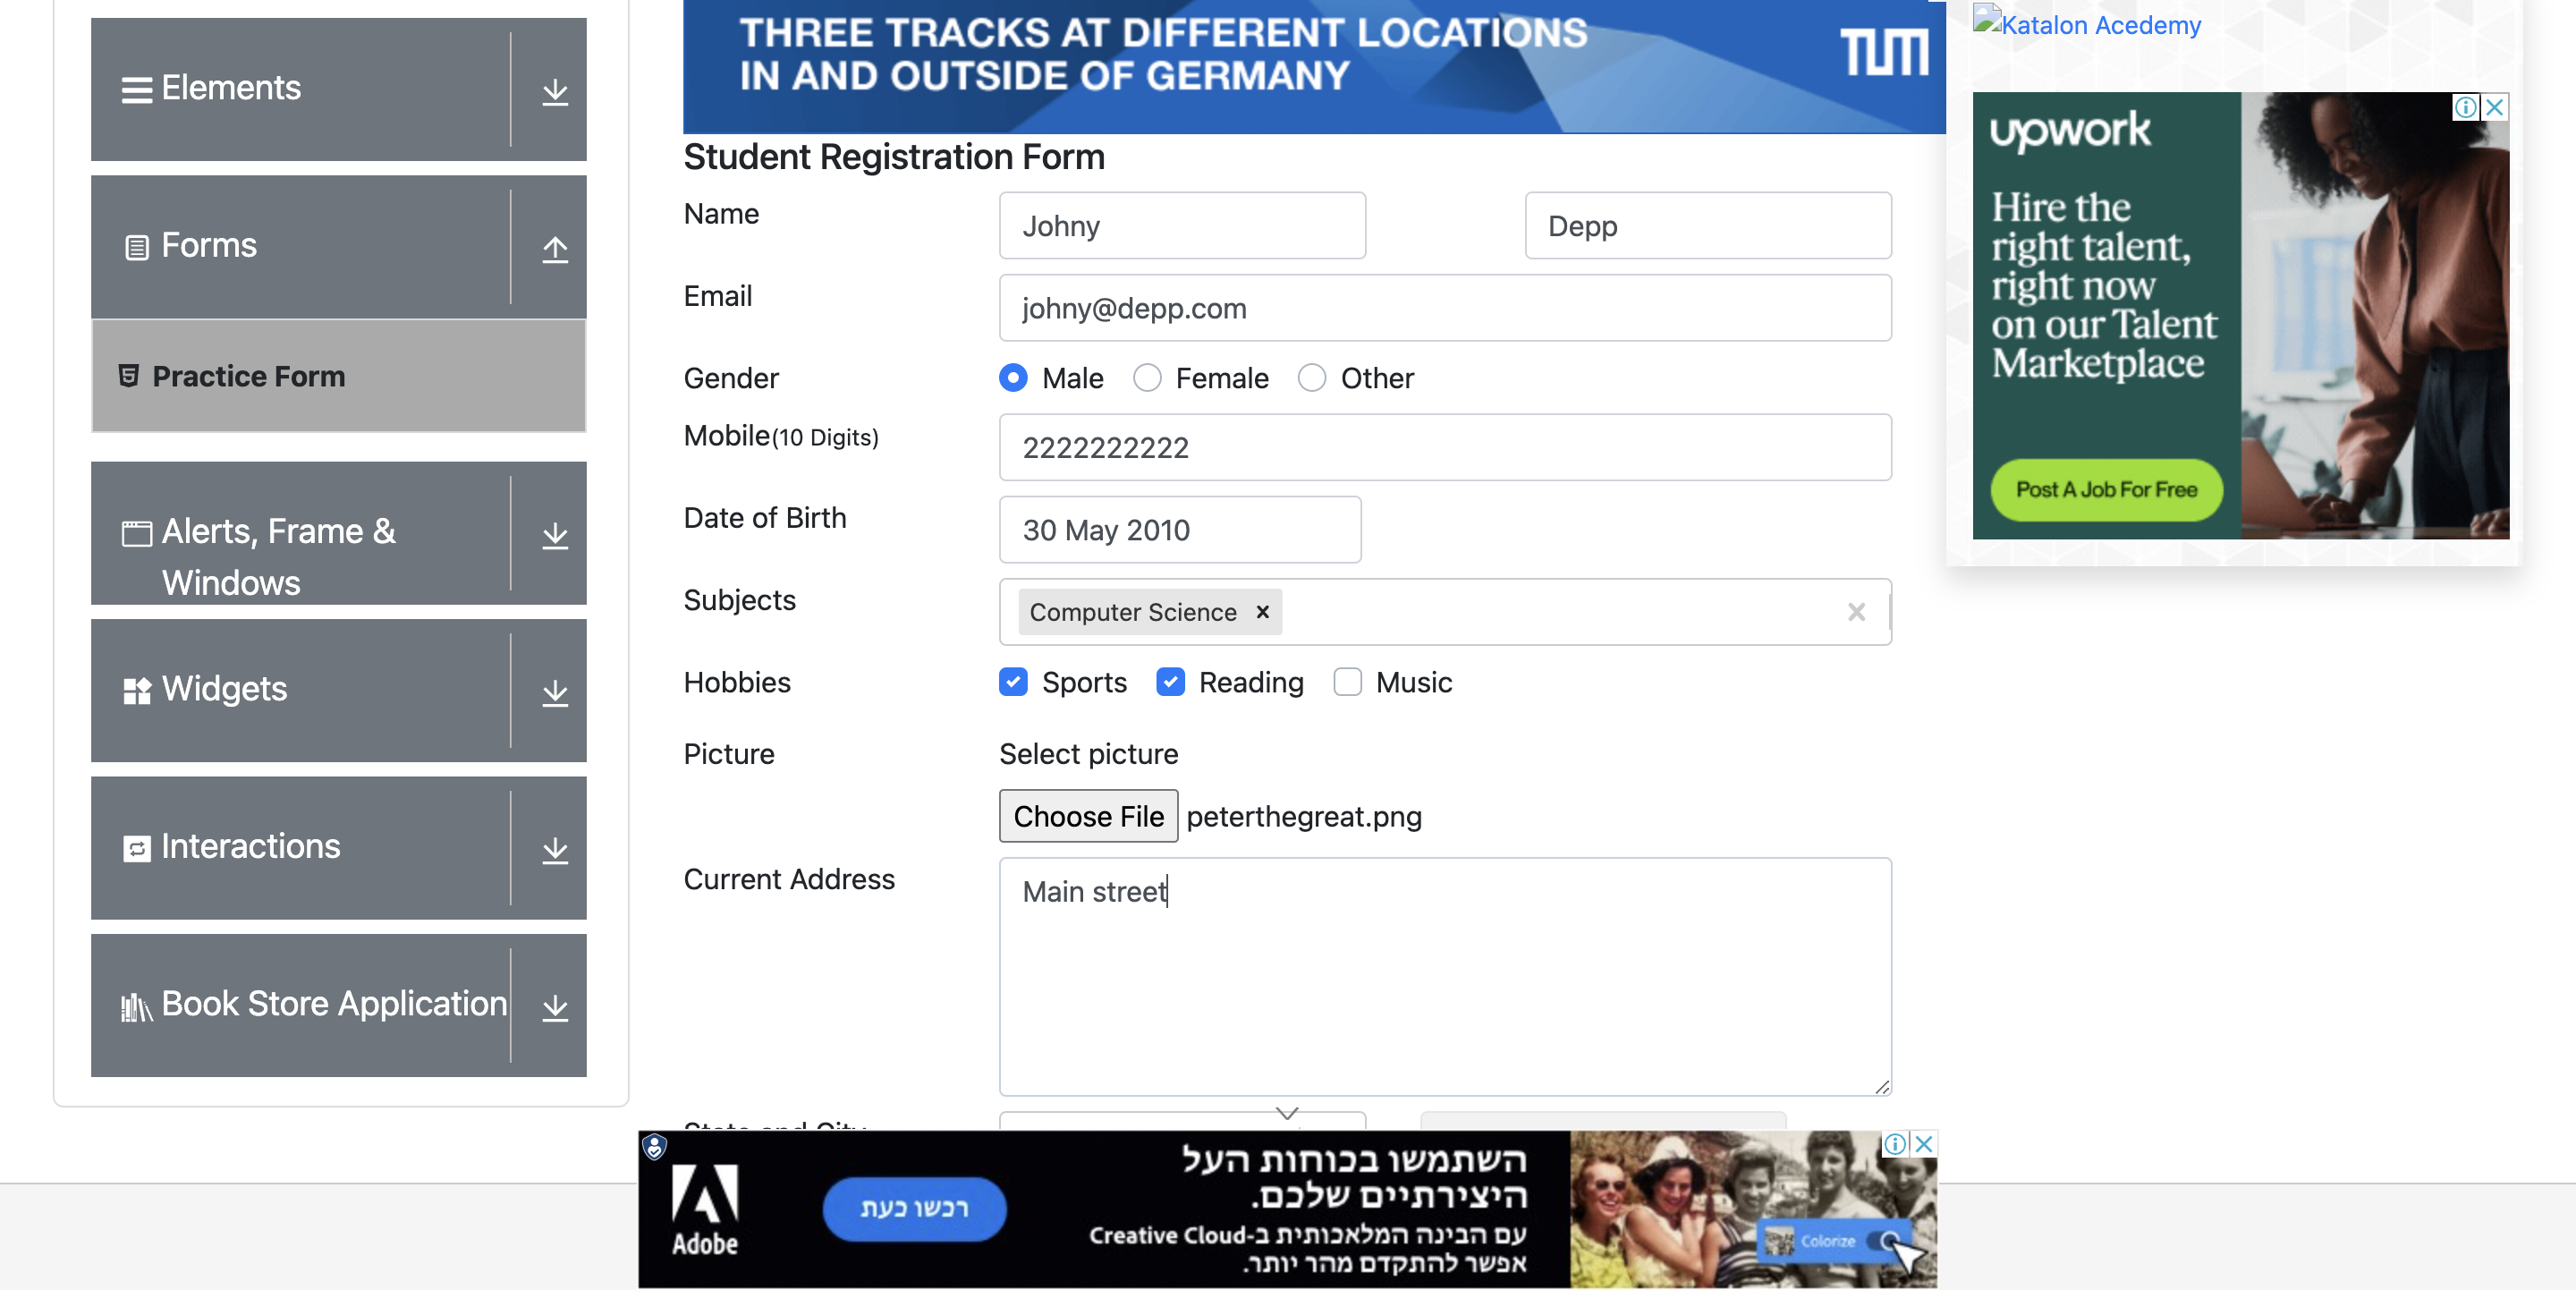 Elements
Forms
Practice Form
Alerts, Frame &
Windows
Widgets
Interactions
Book Store Application
THREE TRACKS AT DIFFERENT LOCATIONS
IN AND OUTSIDE OF GERMANY
TUM
Student Registration Form
Name
Johny
Depp
Email
johny@depp.com
Gender
Male
Female
Other
Mobile(10 Digits)
2222222222
Date of Birth
30 May 2010
Subjects
Computer Science
Hobbies
Sports
Reading
Music
Picture
Select picture
Choose File peterthegreat.png
Current Address
Main street
State and City
Katalon Acedemy
upwork
Hire the
right talent,
right now
on our Talent
Marketplace
Post A Job For Free
Adobe
רכשו כעת
השתמשו בכוחות העל
היצירתיים שלכם.
עם הבינה המלאכותית ב-Creative Cloud
אפשר להתקדם מהר יותר.
Colorize